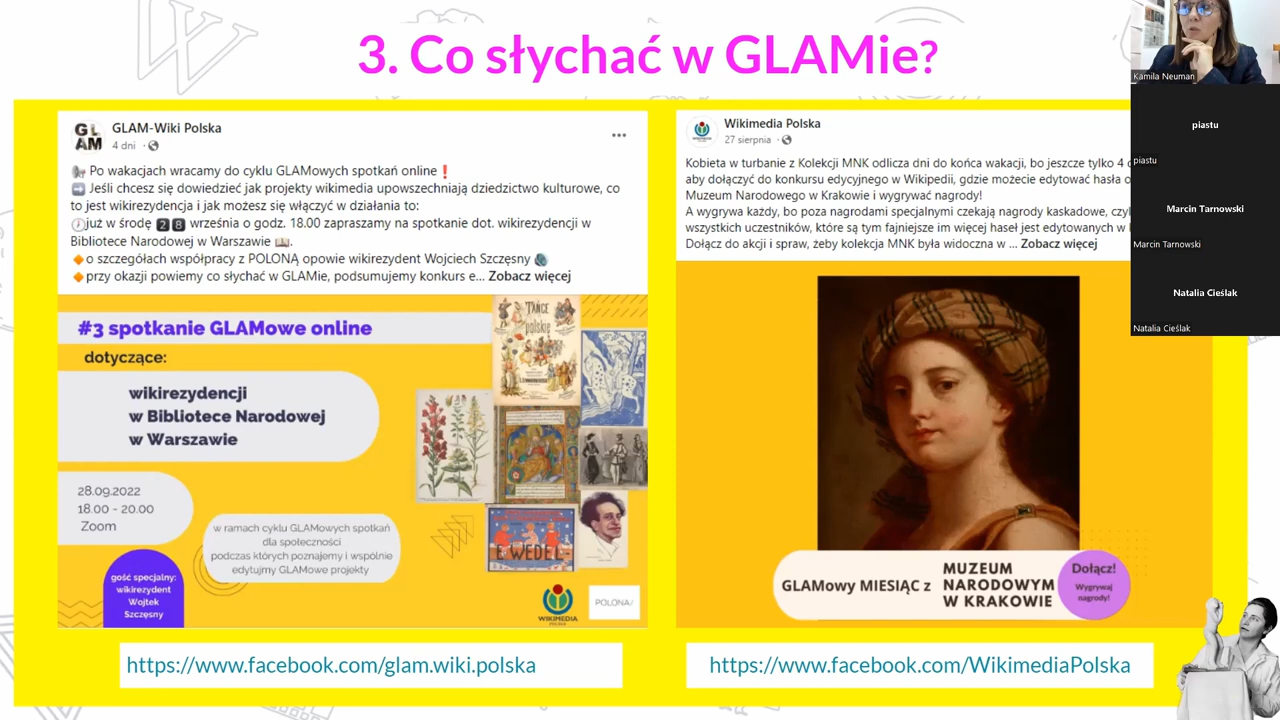 3. Co słychać w GLAMie?
GLAM-Wiki Polska
4 dni
Po wakacjach wracamy do cyklu GLAMowych spotkań online❗
Jeśli chcesz się dowiedzieć jak projekty wikimedia upowszechniają dziedzictwo kulturowe, co
to jest wikirezydencja i jak możesz się włączyć w działania to:
już w środę 2 8 września o godz. 18.00 zapraszamy na spotkanie dot. wikirezydencji w
Bibliotece Narodowej w Warszawie
o szczegółach współpracy z POLONĄ opowie wikirezydent Wojciech Szczęsny
przy okazji powiemy co słychać w GLAMie, podsumujemy konkurs e... Zobacz więcej
#3 spotkanie GLAMowe online
dotyczące:
wikirezydencji
w Bibliotece Narodowej
w Warszawie
28.09.2022
18.00 - 20.00
Zoom
w ramach cyklu GLAMowych spotkań
dla społeczności
podczas których poznajemy i wspólnie
edytujmy GLAMowe projekty
gość specjalny:
wikirezydent
Wojtek
Szczęsny
TAŃCE
polskie
E. WEDEL
WIKIMEDIA
POLSKA
POLONA/
https://www.facebook.com/glam.wiki.polska
Wikimedia Polska
27 sierpnia
Kobieta w turbanie z Kolekcji MNK odlicza dni do końca wakacji, bo jeszcze tylko 4
aby dołączyć do konkursu edycyjnego w Wikipedii, gdzie możecie edytować hasła
Muzeum Narodowego w Krakowie i wygrywać nagrody!
A wygrywa każdy, bo poza nagrodami specjalnymi czekają nagrody kaskadowe,
wszystkich uczestników, które są tym fajniejsze im więcej haseł jest edytowanych w
Dołącz do akcji i spraw, żeby kolekcja MNK była widoczna w ... Zobacz więcej
GLAMowy MIESIĄC z
MUZEUM
NARODOWYM
W KRAKOWIE
Dołącz!
Wygrywaj
nagrody!
https://www.facebook.com/WikimediaPolska
Kamila Neuman
piastu
piastu
Marcin Tarnowski
Marcin Tarnowski
Natalia Cieślak
Natalia Cieślak